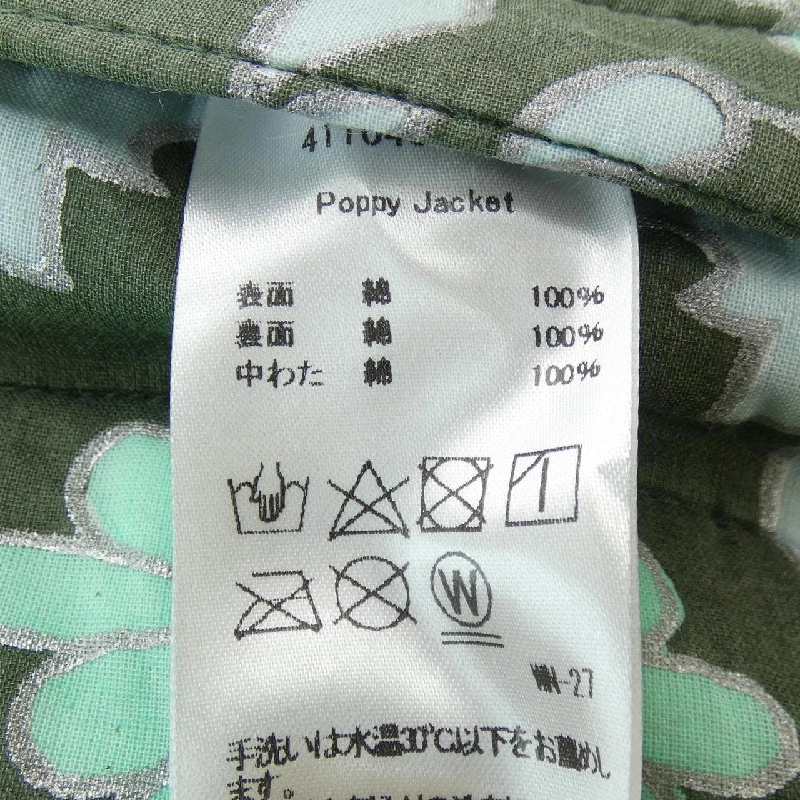 Poppy Jacket
表面 綿 100%
裏面 綿 100%
中わた 綿 100%
W
WN-27
手洗いは水温30℃以下をお薦めし
ます。